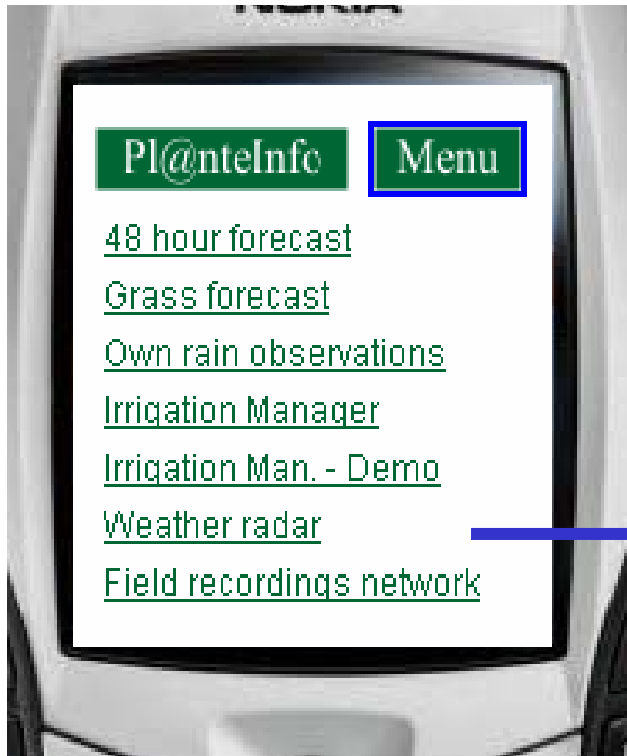 NOKIA
Pl@nteInfo Menu
48 hour forecast
Grass forecast
Own rain observations
Irrigation Manager
Irrigation Man. - Demo
Weather radar
Field recordings network